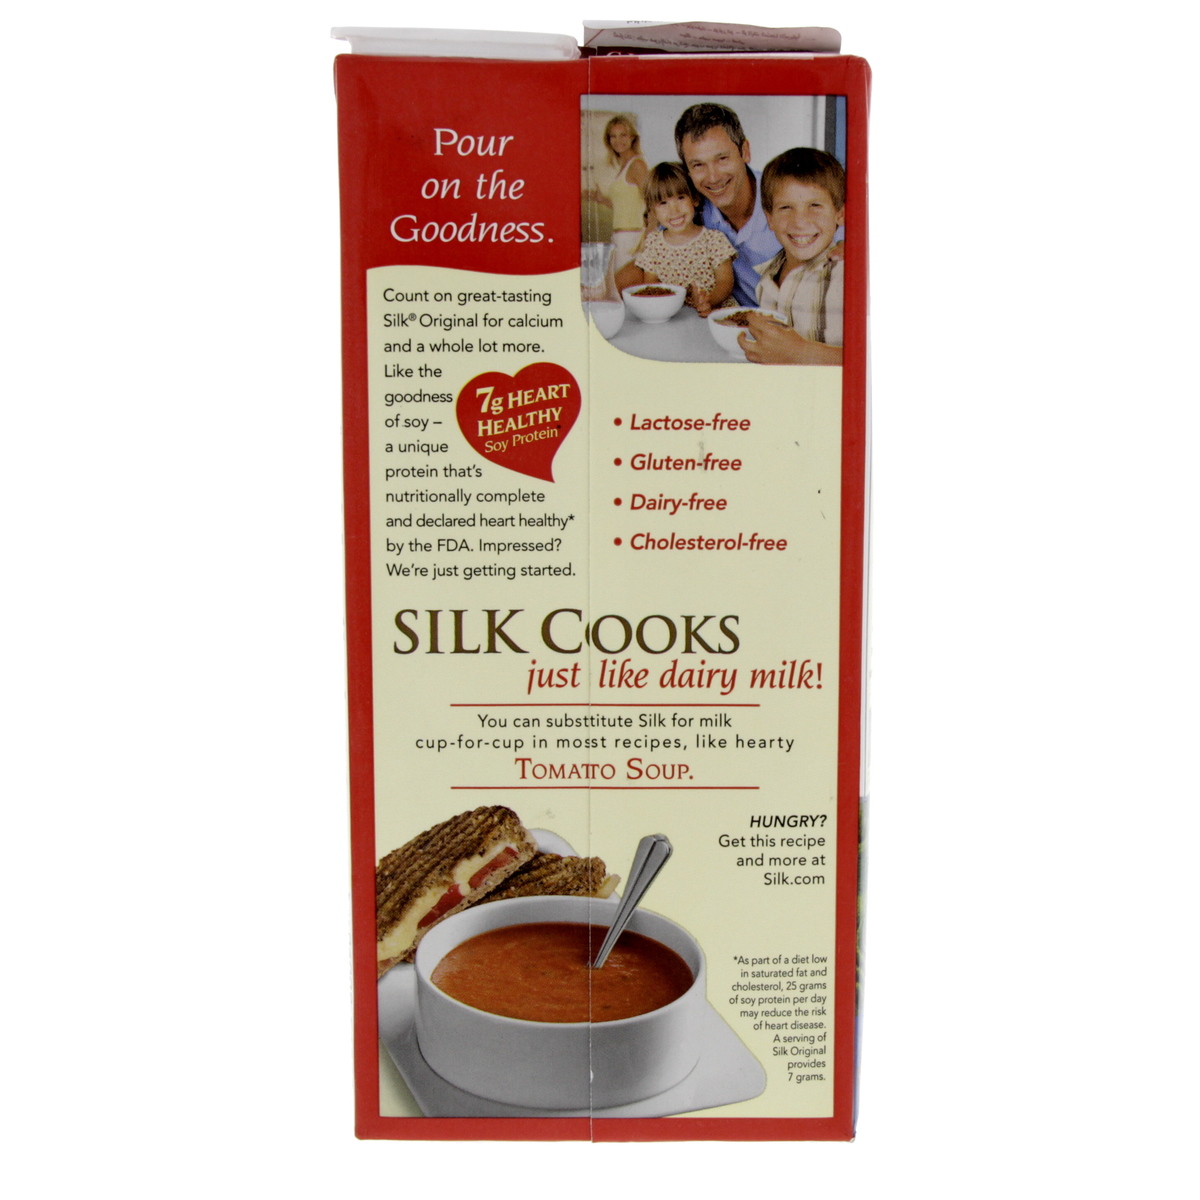 Pour
on the
Goodness.
Count on great-tasting
Silk® Original for calcium
and a whole lot more.
Like the
goodness
of soy –
a unique
protein that's
nutritionally complete
and declared heart healthy*
by the FDA. Impressed?
We're just getting started.
7g HEART
HEALTHY
Soy Protein*
• Lactose-free
• Gluten-free
• Dairy-free
• Cholesterol-free
SILK COOKS
just like dairy milk!
You can substtitute Silk for milk
cup-for-cup in mosst recipes, like hearty
TOMATTO SOUP.
HUNGRY?
Get this recipe
and more at
Silk.com
*As part of a diet low
in saturated fat and
cholesterol, 25 grams
of soy protein per day
may reduce the risk
of heart disease.
A serving of
Silk Original
provides
7 grams.